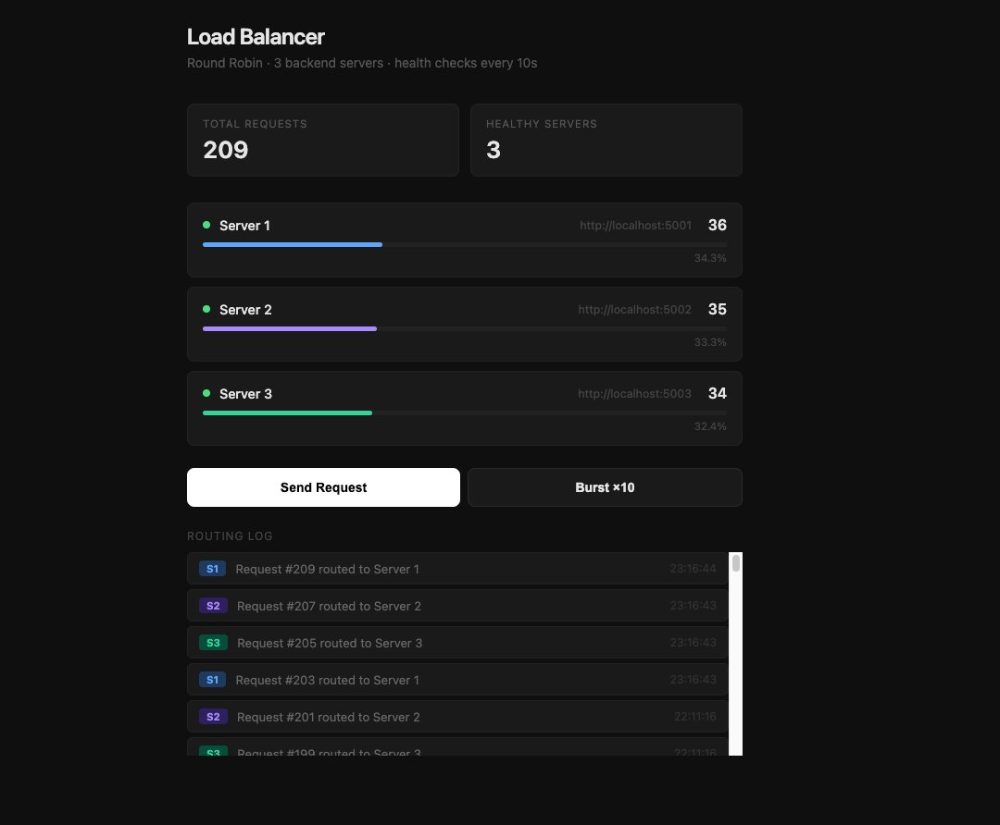 Load Balancer
Round Robin · 3 backend servers · health checks every 10s
TOTAL REQUESTS
209
HEALTHY SERVERS
3
Server 1
http://localhost:5001
36
34.3%
Server 2
http://localhost:5002
35
33.3%
Server 3
http://localhost:5003
34
32.4%
Send Request
Burst ×10
ROUTING LOG
S1 Request #209 routed to Server 1 23:16:44
S2 Request #207 routed to Server 2 23:16:43
S3 Request #205 routed to Server 3 23:16:43
S1 Request #203 routed to Server 1 23:16:43
S2 Request #201 routed to Server 2 22:11:16
S3 Request #199 routed to Server 3 22:11:16